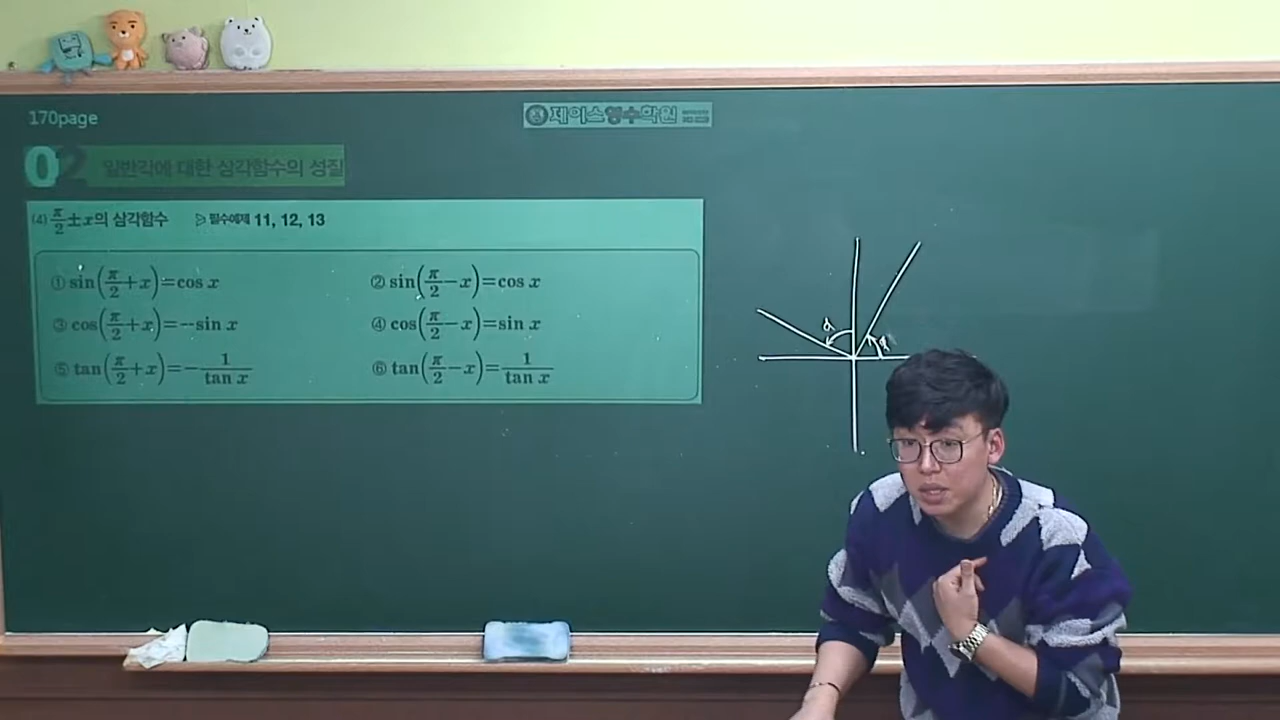 170page
제이스영수학원
02 일반각에 대한 삼각함수의 성질
(4) π/2±x의 삼각함수 ▷ 필수예제 11, 12, 13
① sin(π/2+x)=cos x ② sin(π/2−x)=cos x
③ cos(π/2+x)=−sin x ④ cos(π/2−x)=sin x
⑤ tan(π/2+x)=−1/tan x ⑥ tan(π/2−x)=1/tan x
α α